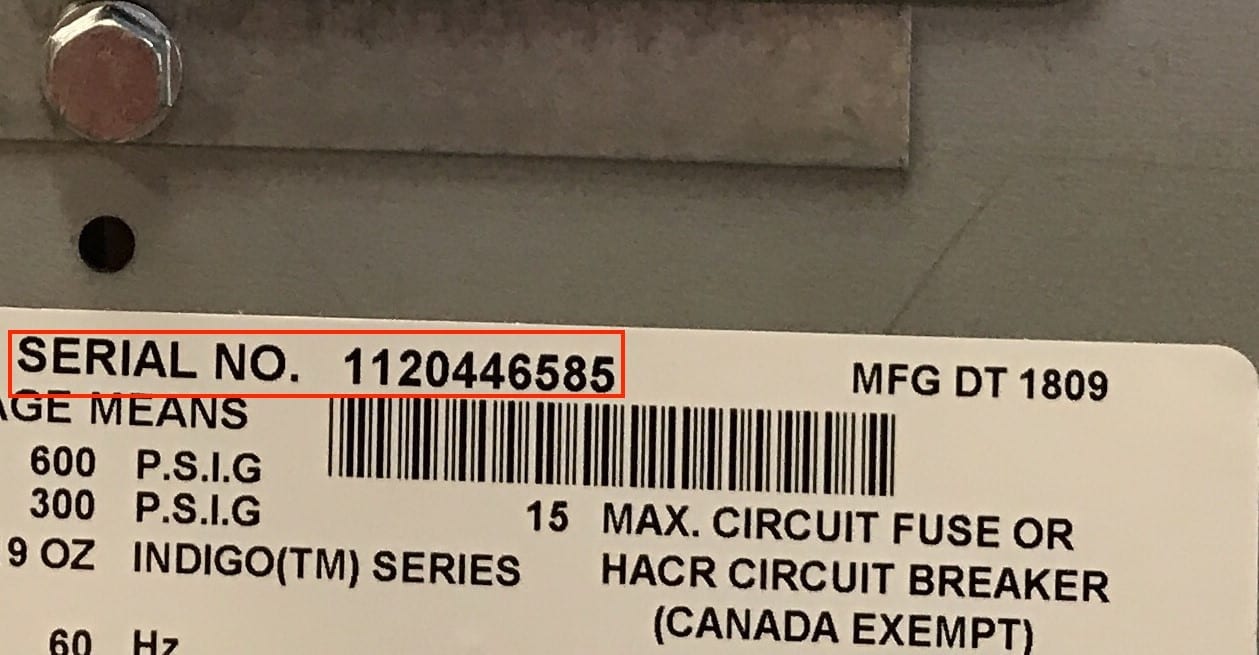 SERIAL NO. 1120446585 MFG DT 1809
AGE MEANS
600 P.S.I.G
300 P.S.I.G 15 MAX. CIRCUIT FUSE OR
9 OZ INDIGO(TM) SERIES HACR CIRCUIT BREAKER
(CANADA EXEMPT)
60 Hz